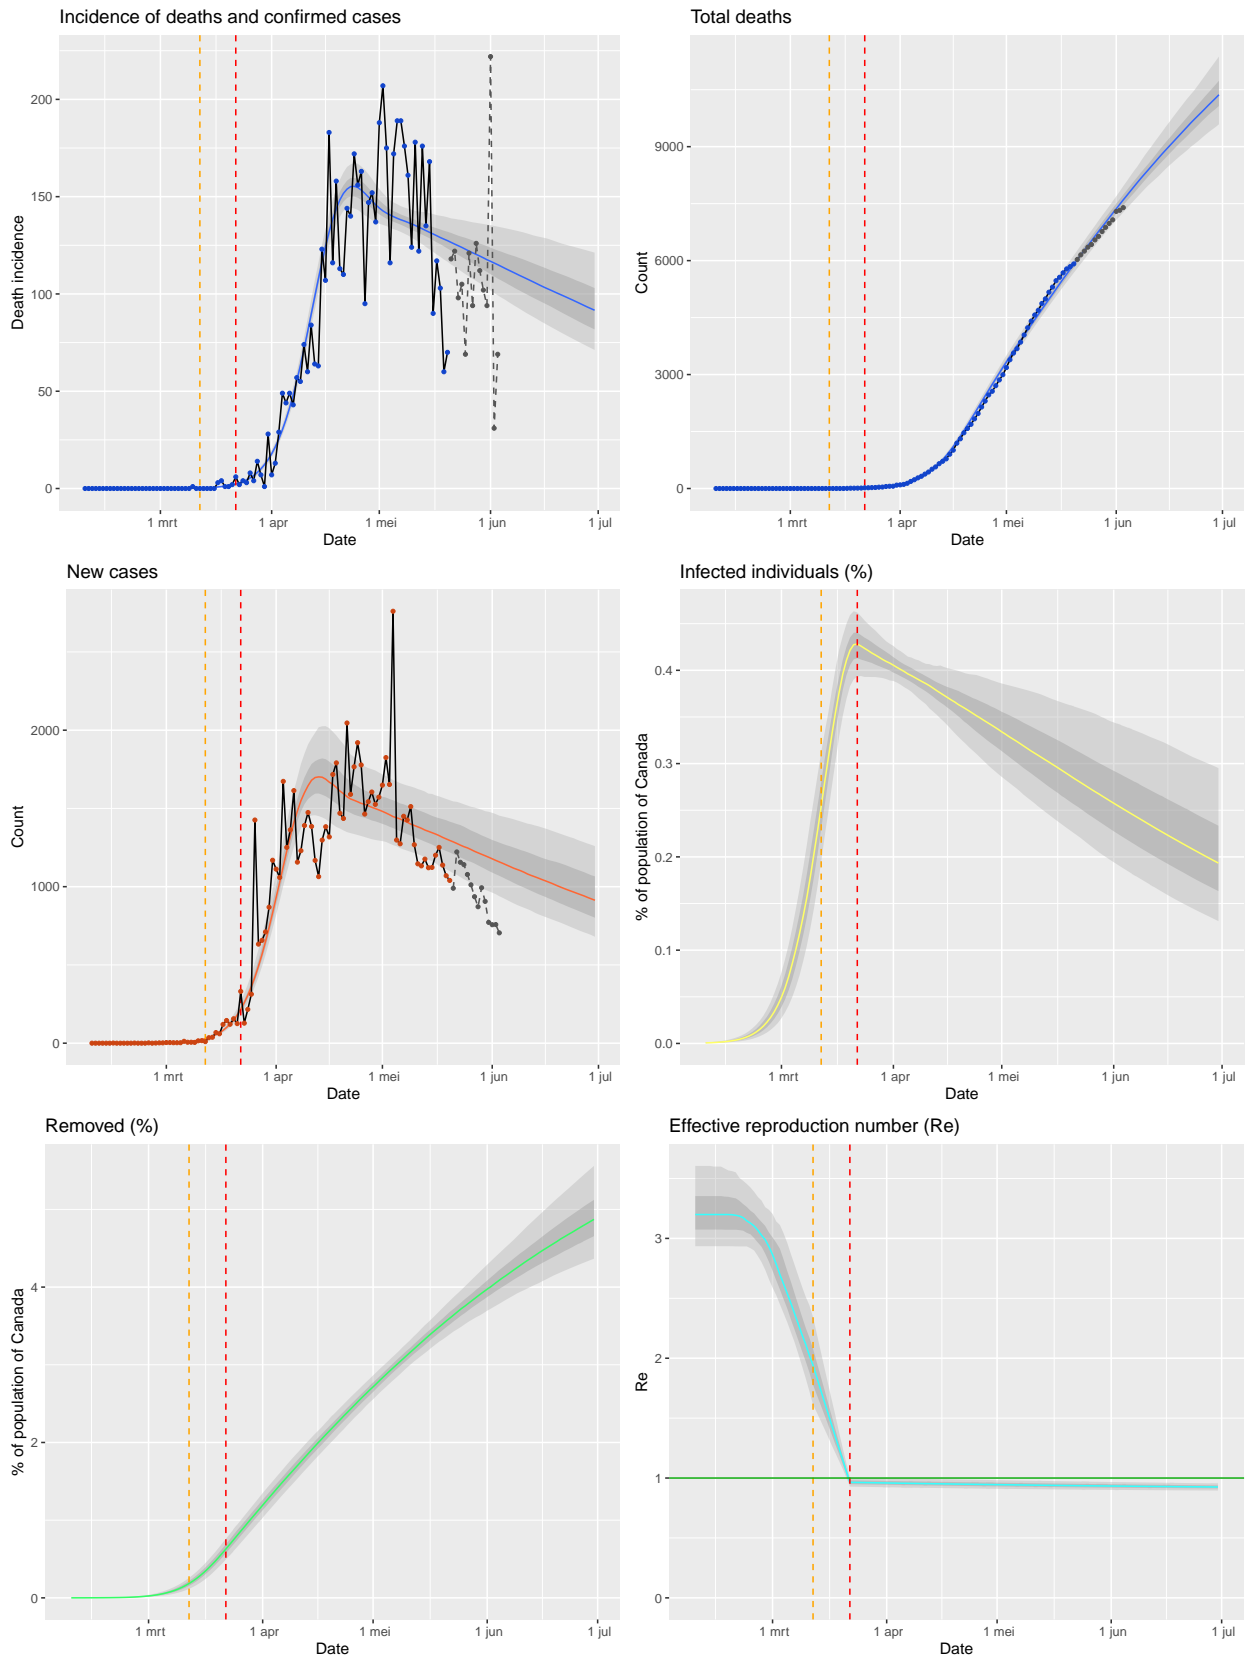 Incidence of deaths and confirmed cases
200
150
100
50
0
Death incidence
1 mrt
1 apr
1 mei
1 jun
1 jul
Date
Total deaths
9000
6000
3000
0
Count
1 mrt
1 apr
1 mei
1 jun
1 jul
Date
New cases
2000
1000
0
Count
1 mrt
1 apr
1 mei
1 jun
1 jul
Date
Infected individuals (%)
0.4
0.3
0.2
0.1
0.0
% of population of Canada
1 mrt
1 apr
1 mei
1 jun
1 jul
Date
Removed (%)
4
2
0
% of population of Canada
1 mrt
1 apr
1 mei
1 jun
1 jul
Date
Effective reproduction number (Re)
3
2
1
0
Re
1 mrt
1 apr
1 mei
1 jun
1 jul
Date